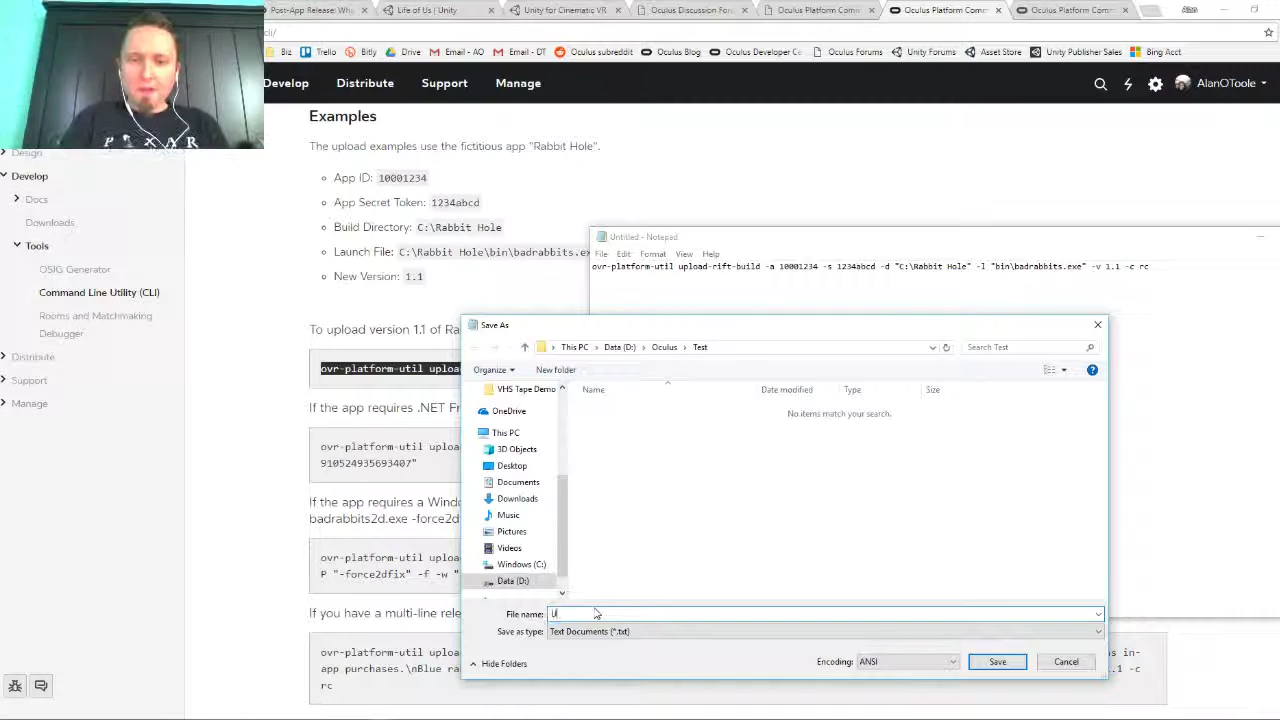 Post-App Release: Wh
Life of Us | Unity
Unity for Cinematic VR
Oculus Discussion For
Oculus Platform Com
Oculus Platform Com
Alan
cli/
Biz
Trello
Bitly
Drive
Email - AO
Email - DT
Oculus subreddit
Oculus Blog
Oculus Developer Ce
Oculus Forums
Unity Forums
Asset Store
Unity Publisher Sales
Bing Acct
Develop
Distribute
Support
Manage
AlanOToole
PIXAR
Design
Develop
Docs
Downloads
Tools
OSIG Generator
Command Line Utility (CLI)
Rooms and Matchmaking
Debugger
Distribute
Support
Manage
Examples
The upload examples use the fictitious app "Rabbit Hole".
App ID: 10001234
App Secret Token: 1234abcd
Build Directory: C:\Rabbit Hole
Launch File: C:\Rabbit Hole\bin\badrabbits.ex
New Version: 1.1
To upload version 1.1 of Ra
ovr-platform-util uploa
If the app requires .NET Fr
ovr-platform-util uploa
910524935693407"
If the app requires a Windo
badrabbits2d.exe -force2d
ovr-platform-util uploa
P "-force2dfix" -f -w "
If you have a multi-line rele
ovr-platform-util uploa
s in-
app purchases.\nBlue ra
.1 -c
rc
Untitled - Notepad
File Edit Format View Help
ovr-platform-util upload-rift-build -a 10001234 -s 1234abcd -d "C:\Rabbit Hole" -l "bin\badrabbits.exe" -v 1.1 -c rc
Save As
This PC > Data (D:) > Oculus > Test
Search Test
Organize
New folder
VHS Tape Demo
OneDrive
This PC
3D Objects
Desktop
Documents
Downloads
Music
Pictures
Videos
Windows (C:)
Data (D:)
Name
Date modified
Type
Size
No items match your search.
File name: U
Save as type: Text Documents (*.txt)
Hide Folders
Encoding: ANSI
Save
Cancel